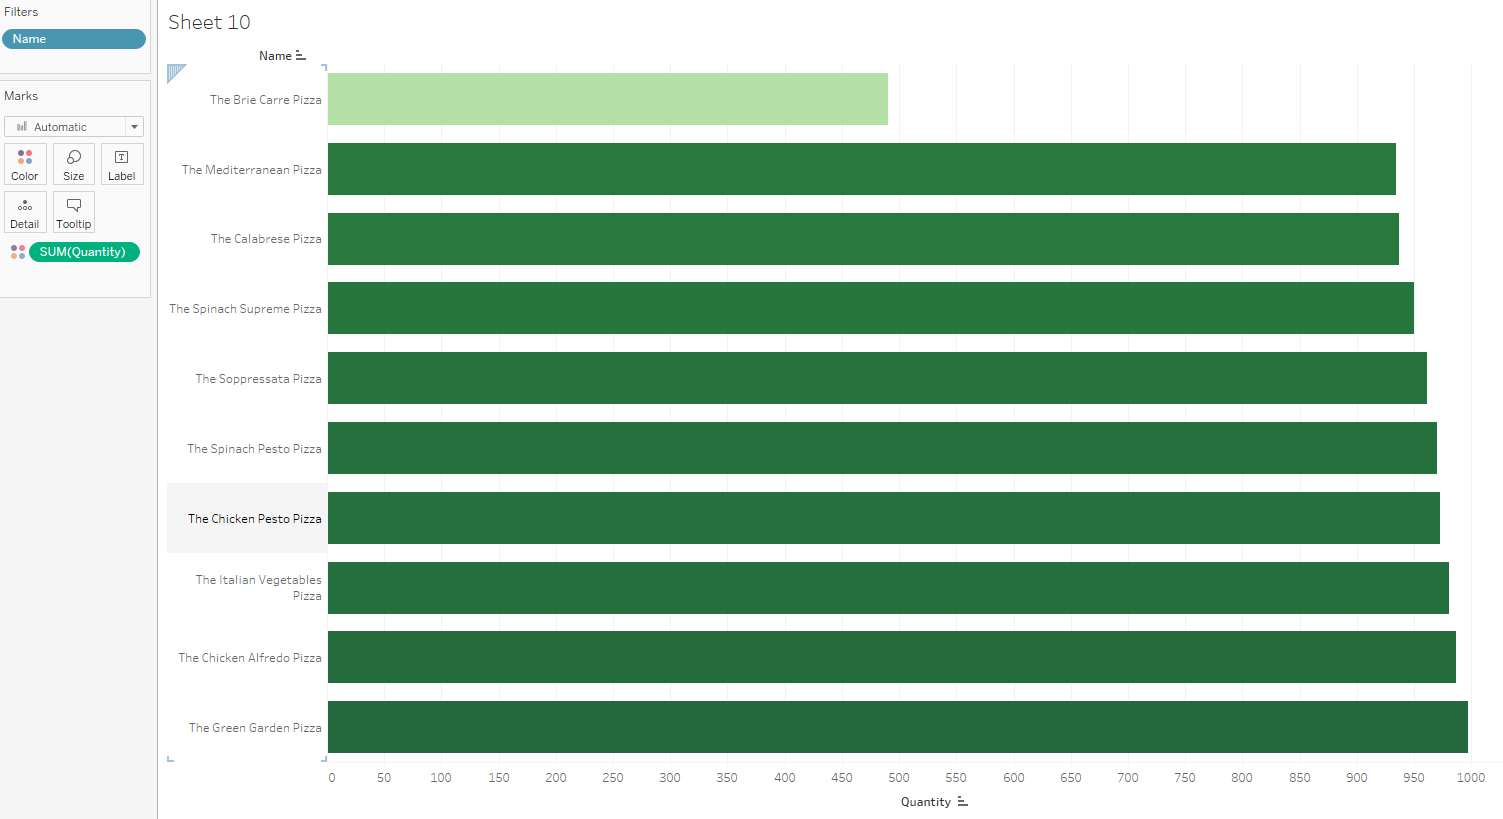 Filters
Name
Marks
Automatic
Color
Size
T
Label
Detail
Tooltip
SUM(Quantity)
Sheet 10
Name
The Brie Carre Pizza
The Mediterranean Pizza
The Calabrese Pizza
The Spinach Supreme Pizza
The Soppressata Pizza
The Spinach Pesto Pizza
The Chicken Pesto Pizza
The Italian Vegetables
Pizza
The Chicken Alfredo Pizza
The Green Garden Pizza
0 50 100 150 200 250 300 350 400 450 500 550 600 650 700 750 800 850 900 950 1000
Quantity